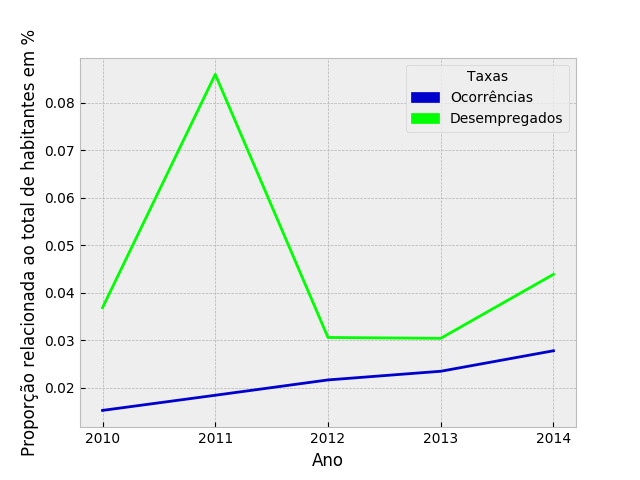 Proporção relacionada ao total de habitantes em %
Taxas
Ocorrências
Desempregados
0.08
0.07
0.06
0.05
0.04
0.03
0.02
2010 2011 2012 2013 2014
Ano